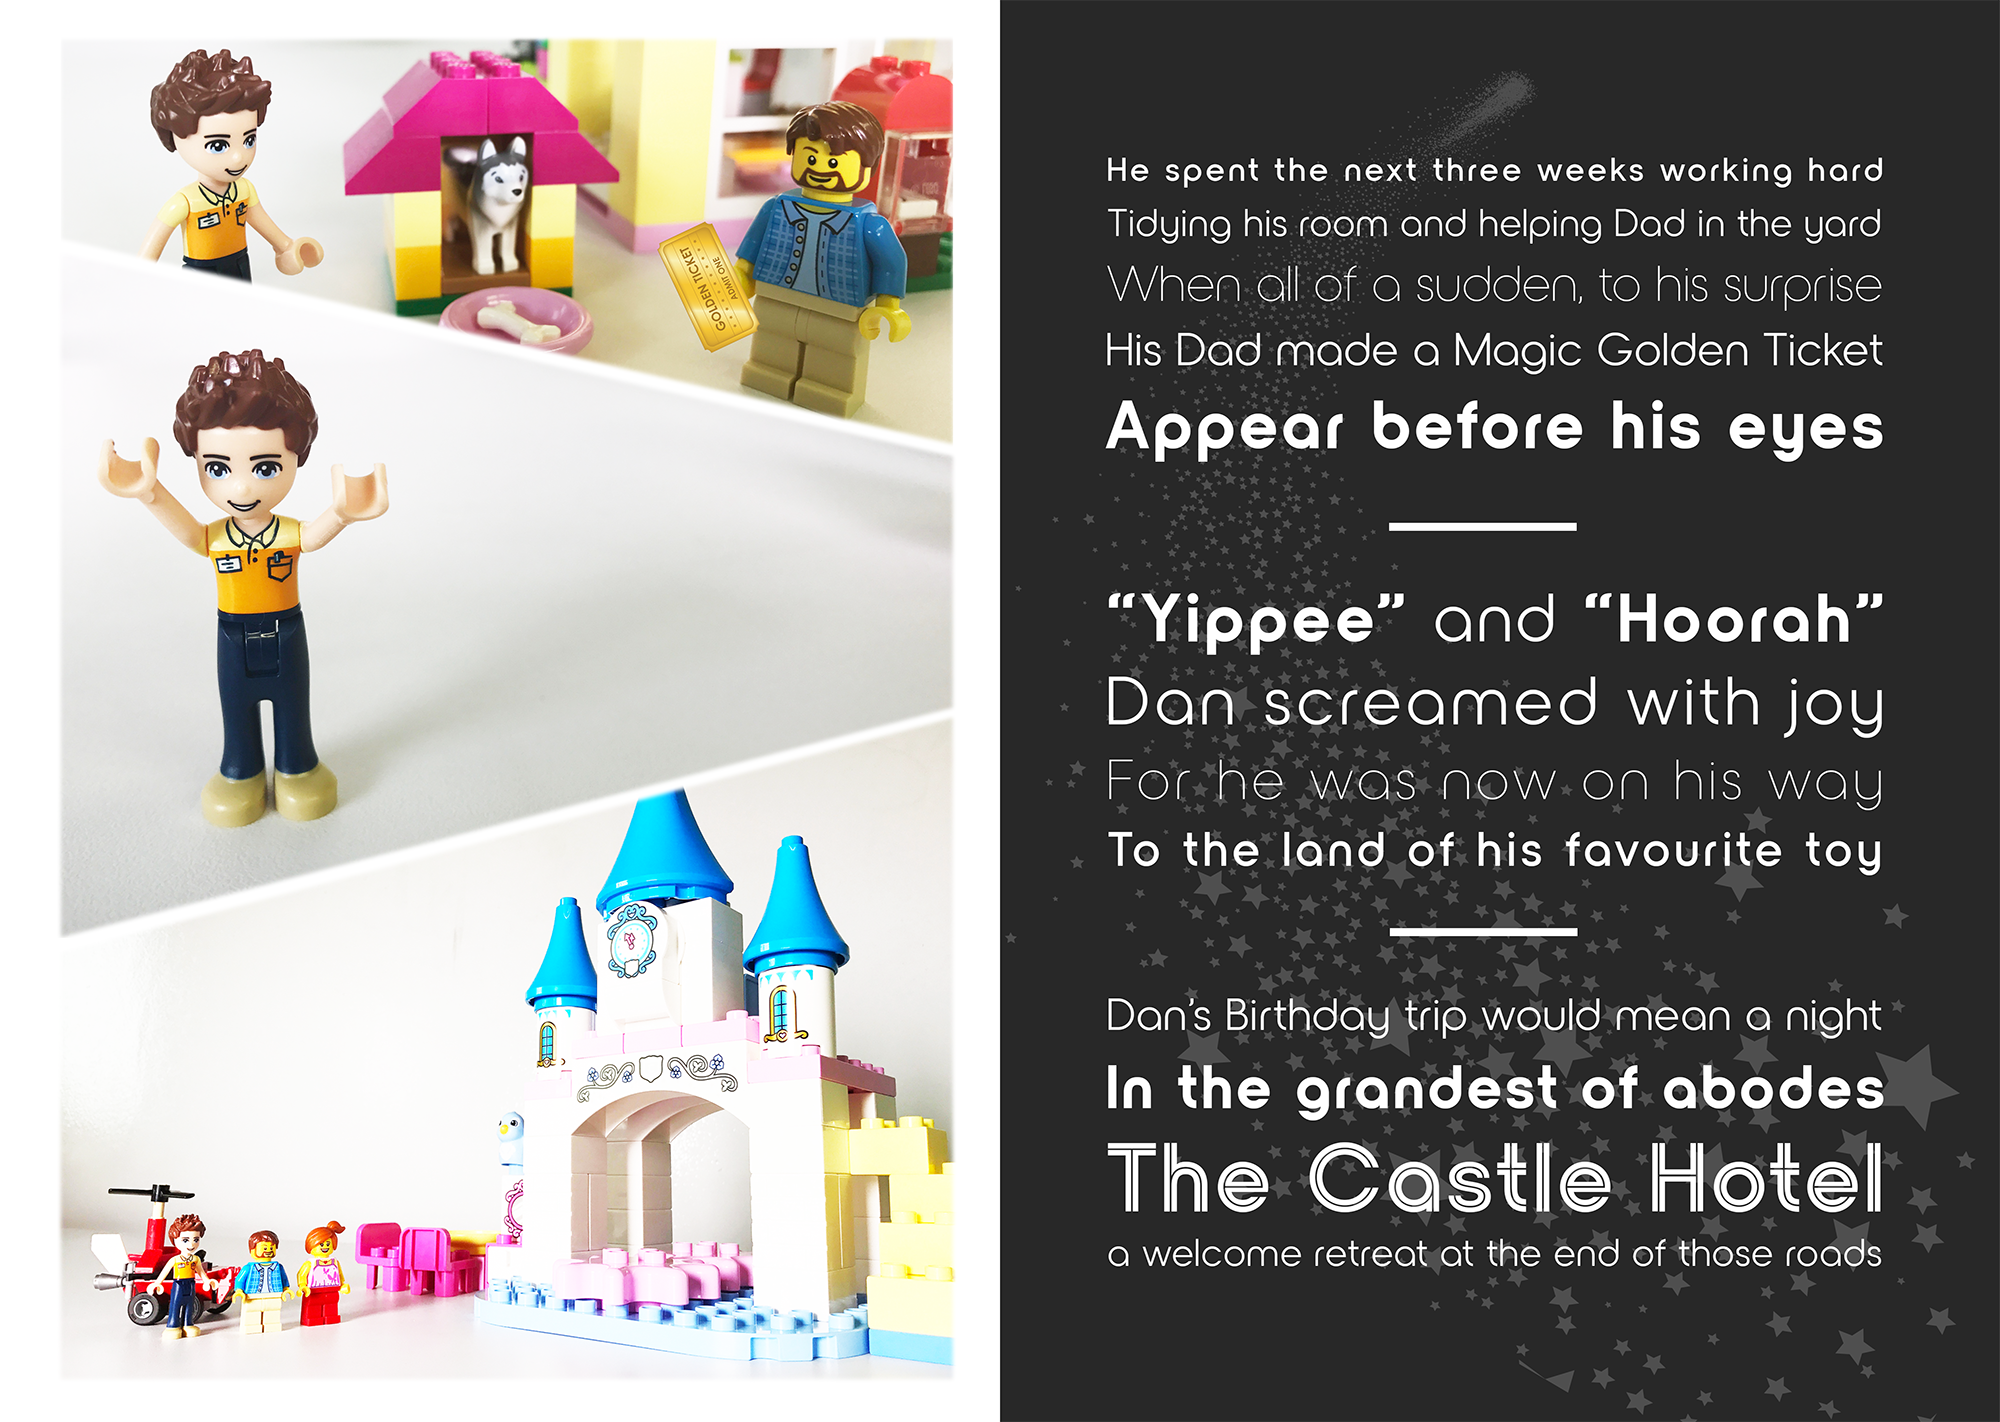 GOLDEN TICKET
ADMIT ONE
He spent the next three weeks working hard
Tidying his room and helping Dad in the yard
When all of a sudden, to his surprise
His Dad made a Magic Golden Ticket
Appear before his eyes
“Yippee” and “Hoorah”
Dan screamed with joy
For he was now on his way
To the land of his favourite toy
Dan’s Birthday trip would mean a night
In the grandest of abodes
The Castle Hotel
a welcome retreat at the end of those roads